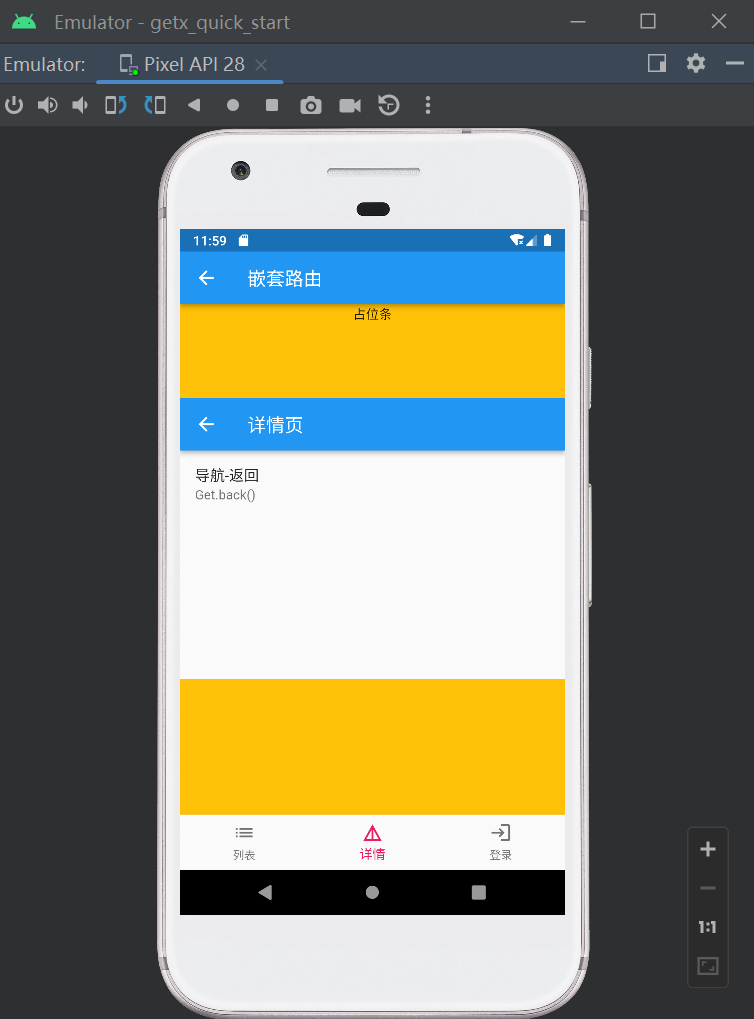 Emulator - getx_quick_start
Emulator: Pixel API 28
11:59
嵌套路由
占位条
详情页
导航-返回
Get.back()
列表 详情 登录
1:1